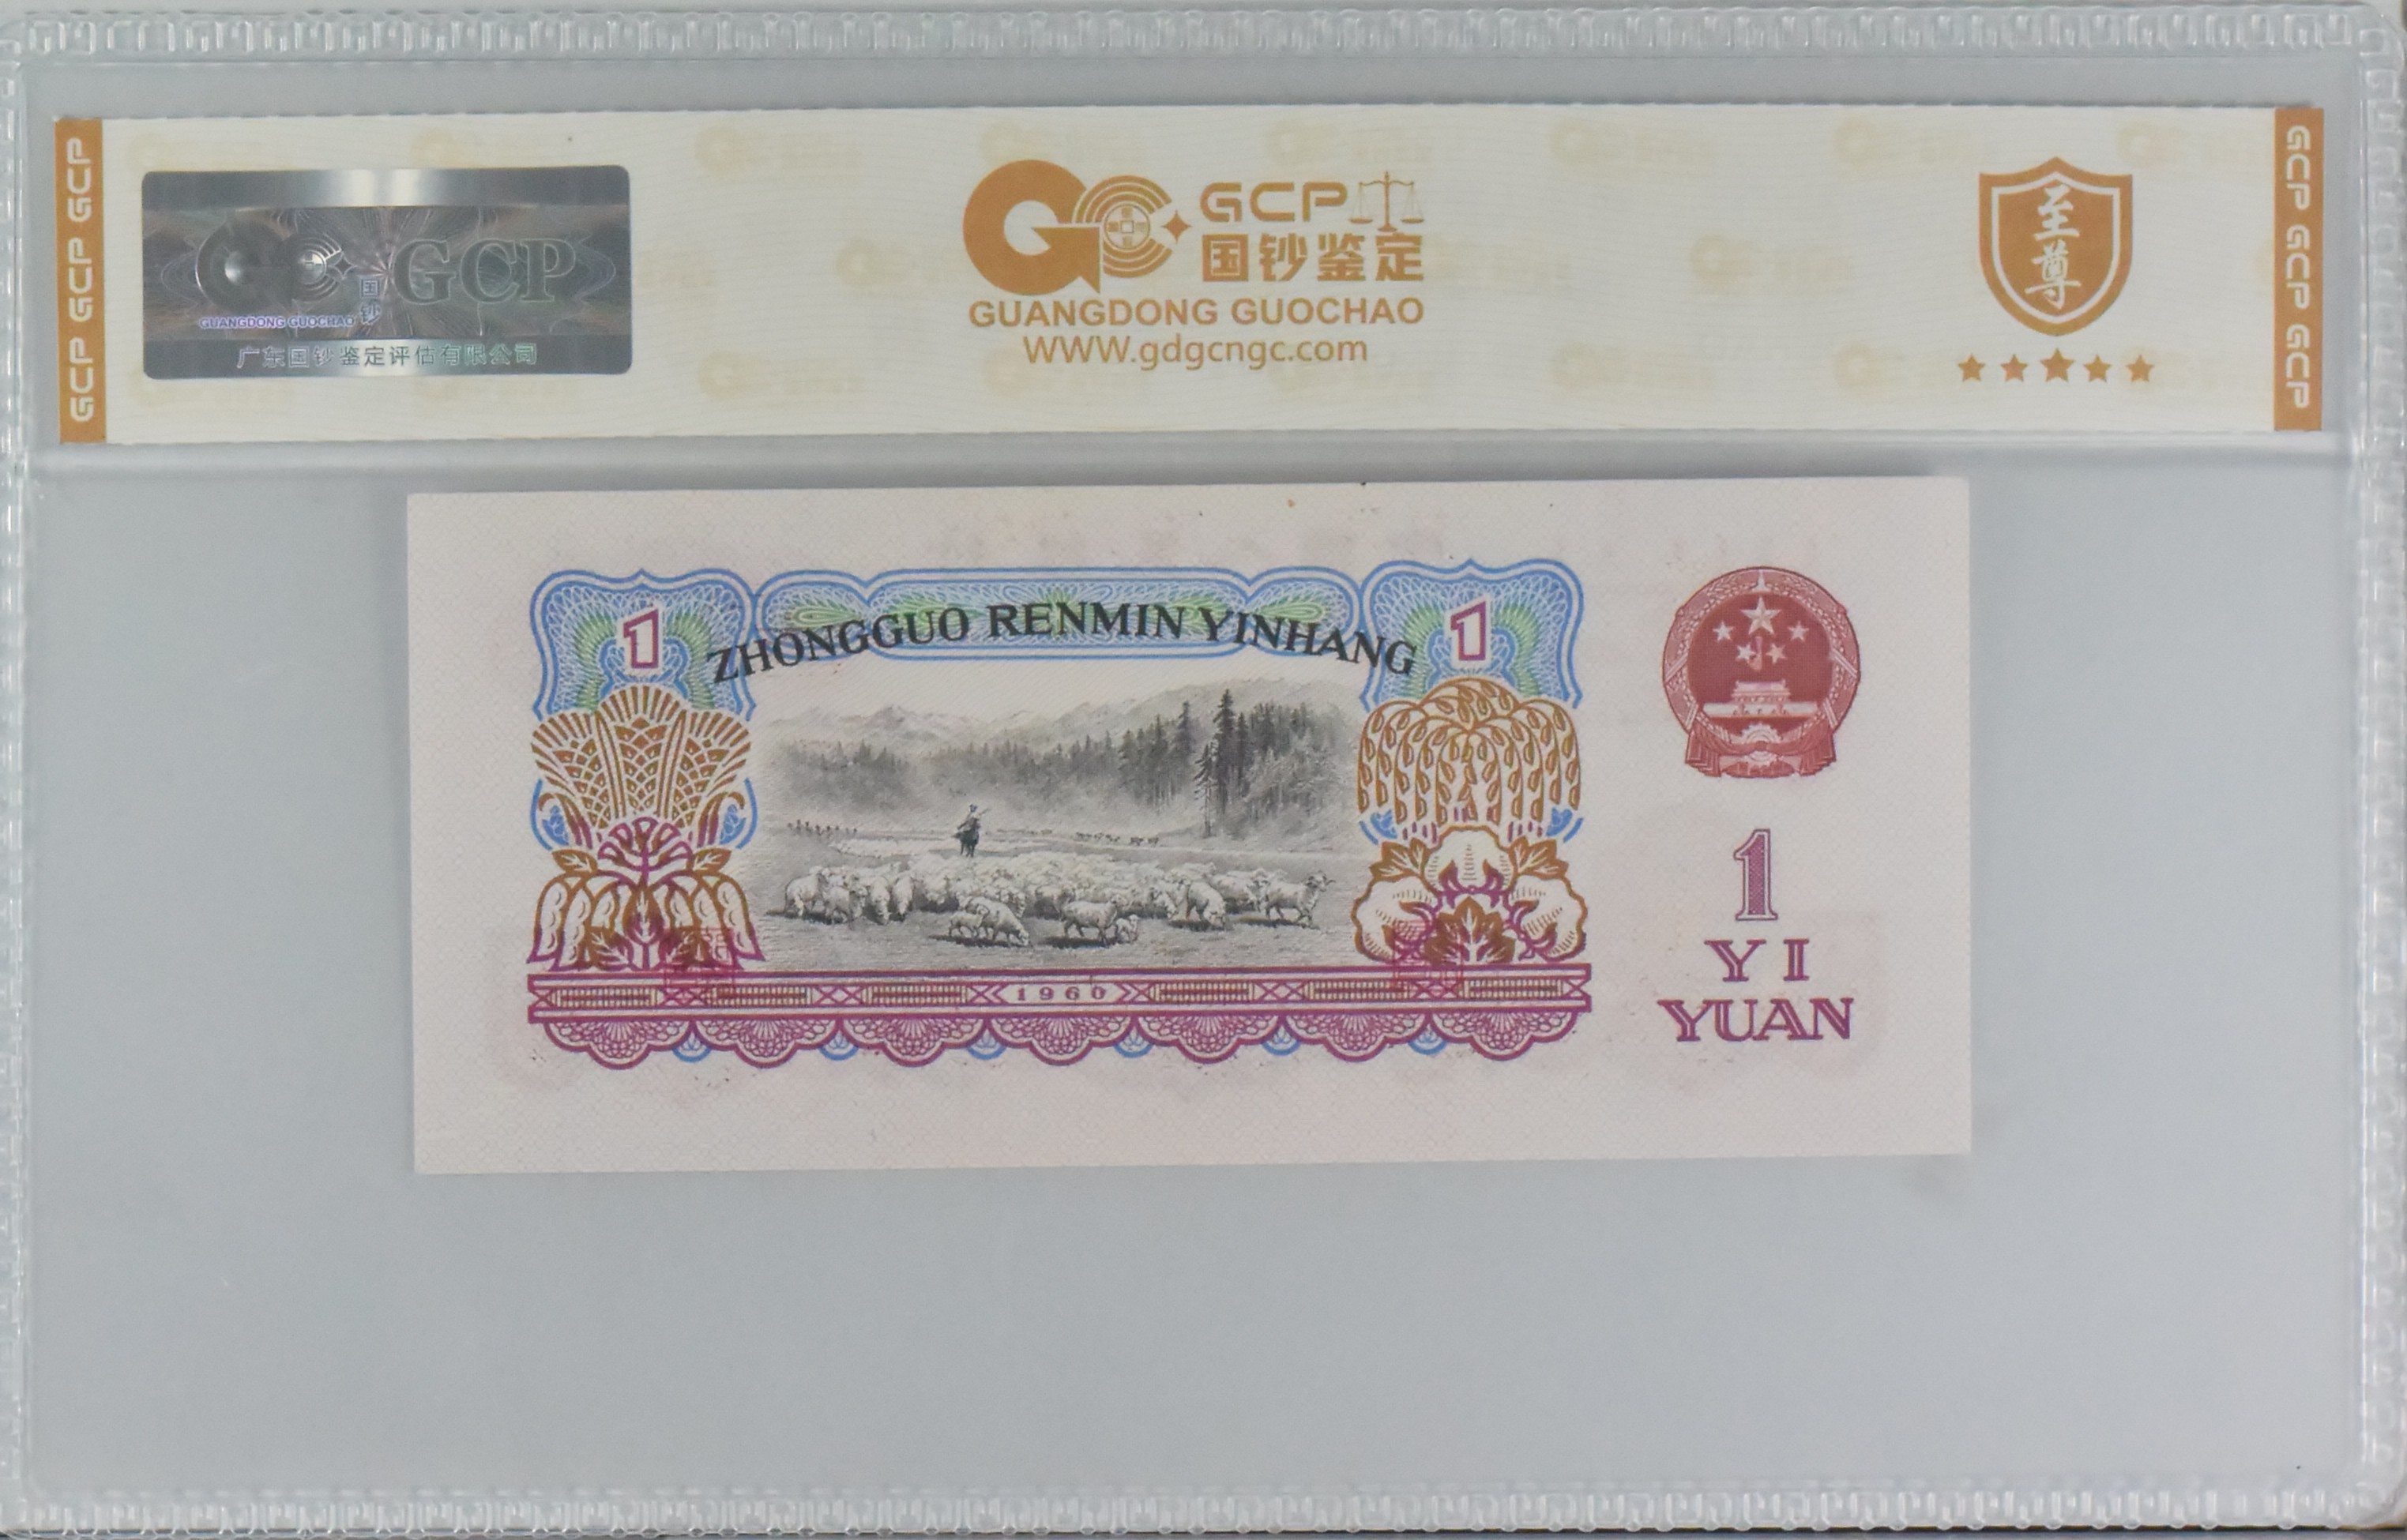 GCP GCP GCP
GCP
国钞
GUANGDONG GUOCHAO
广东国钞鉴定评估有限公司
GCP
国钞鉴定
GUANGDONG GUOCHAO
WWW.gdgcngc.com
至尊
GCP GCP GCP
1
ZHONGGUO RENMIN YINHANG
1
1960
1
YI
YUAN